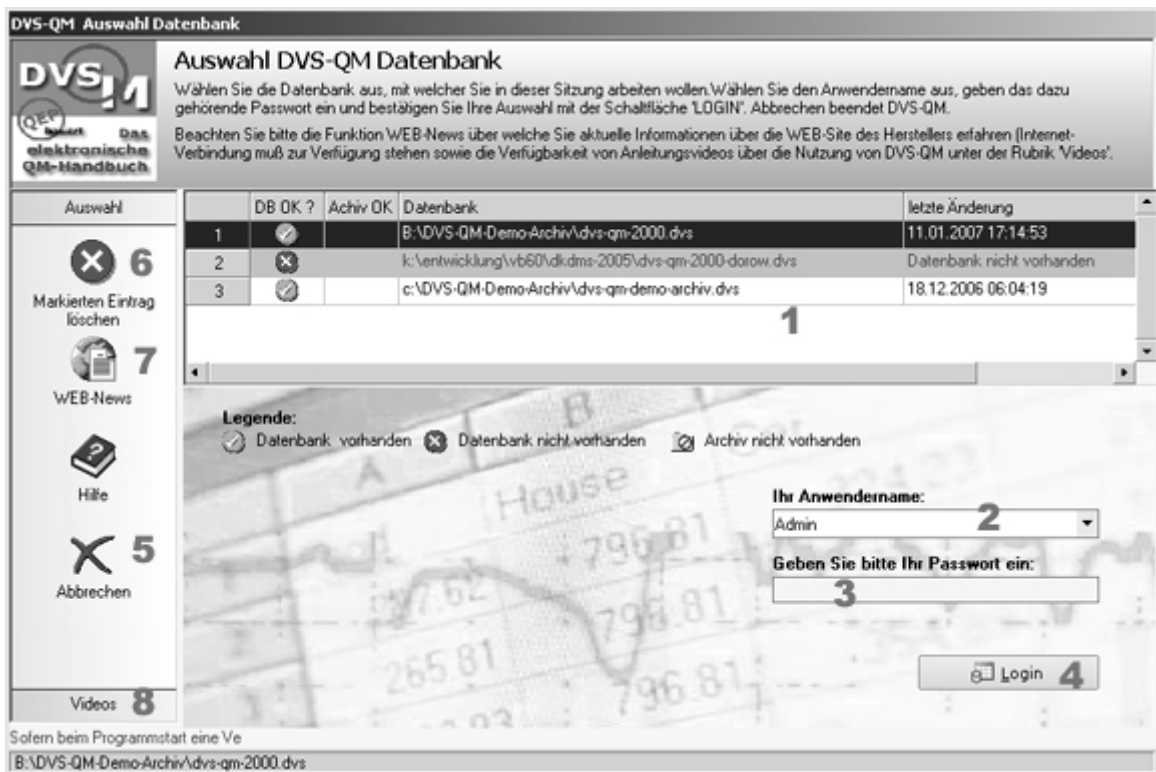 DVS-QM Auswahl Datenbank
DVS
QM
QEP
Das
elektronische
QM-Handbuch
Auswahl DVS-QM Datenbank
Wählen Sie die Datenbank aus, mit welcher Sie in dieser Sitzung arbeiten wollen.Wählen Sie den Anwendername aus, geben das dazu
gehörende Passwort ein und bestätigen Sie Ihre Auswahl mit der Schaltfläche 'LOGIN'. Abbrechen beendet DVS-QM.
Beachten Sie bitte die Funktion WEB-News über welche Sie aktuelle Informationen über die WEB-Site des Herstellers erfahren (Internet-
Verbindung muß zur Verfügung stehen sowie die Verfügbarkeit von Anleitungsvideos über die Nutzung von DVS-QM unter der Rubrik 'Videos'.
Auswahl
6
Markierten Eintrag
löschen
7
WEB-News
Hilfe
5
Abbrechen
Videos 8
DB OK ? Achiv OK Datenbank letzte Änderung
1 B:\DVS-QM-Demo-Archiv\dvs-qm-2000.dvs 11.01.2007 17:14:53
2 k:\entwicklung\vb60\dkdms-2005\dvs-qm-2000-dorow.dvs Datenbank nicht vorhanden
3 c:\DVS-QM-Demo-Archiv\dvs-qm-demo-archiv.dvs 18.12.2006 06:04:19
1
Legende:
Datenbank vorhanden Datenbank nicht vorhanden Archiv nicht vorhanden
A
B
House
796.81
265.81
796.81
796.81
Ihr Anwendername:
Admin 2
Geben Sie bitte Ihr Passwort ein:
3
Login 4
Sofern beim Programmstart eine Ve
B:\DVS-QM-Demo-Archiv\dvs-qm-2000.dvs